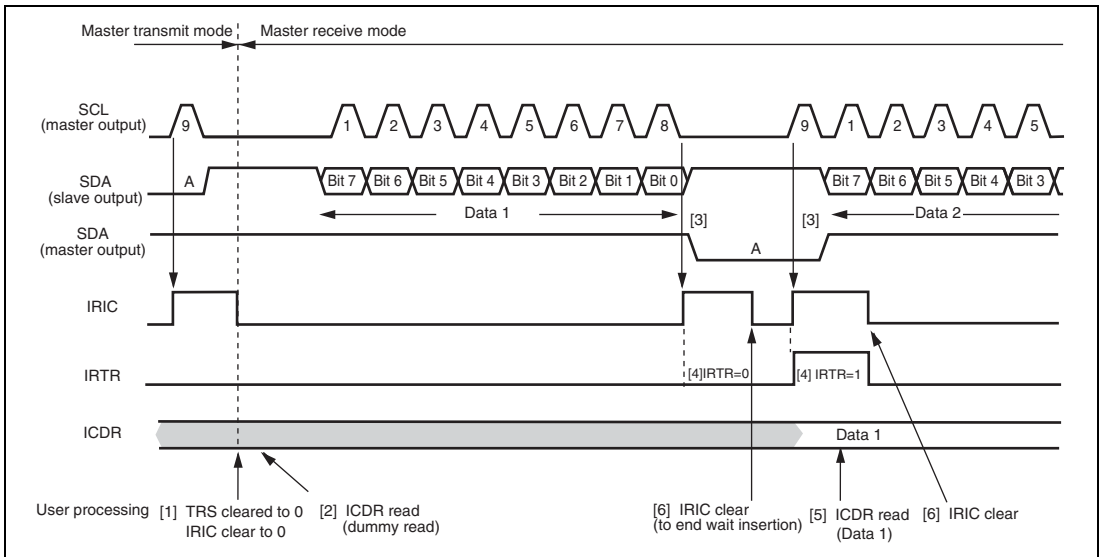 Master transmit mode Master receive mode
SCL
(master output)
9 1 2 3 4 5 6 7 8 9 1 2 3 4 5
SDA
(slave output)
A Bit 7 Bit 6 Bit 5 Bit 4 Bit 3 Bit 2 Bit 1 Bit 0 Bit 7 Bit 6 Bit 5 Bit 4 Bit 3
Data 1 [3] [3] Data 2
SDA
(master output)
A
IRIC
IRTR
[4]IRTR=0 [4] IRTR=1
ICDR
Data 1
User processing [1] TRS cleared to 0
IRIC clear to 0
[2] ICDR read
(dummy read)
[6] IRIC clear
(to end wait insertion)
[5] ICDR read
(Data 1)
[6] IRIC clear